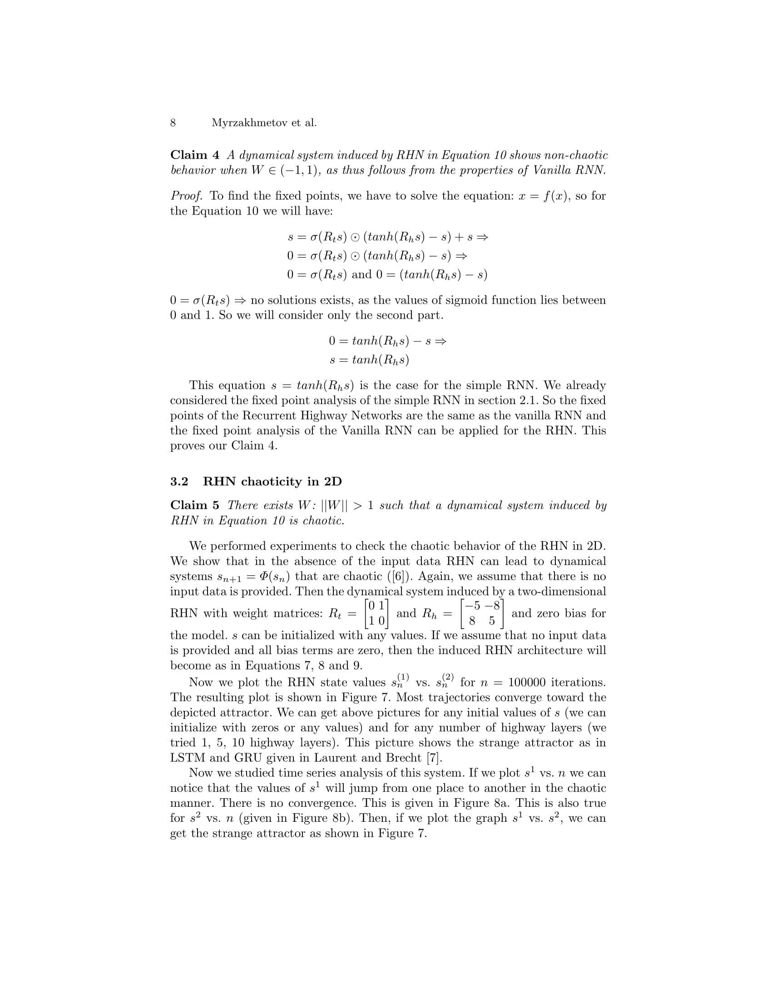 8 Myrzakhmetov et al.
Claim 4 A dynamical system induced by RHN in Equation 10 shows non-chaotic
behavior when W ∈ (−1, 1), as thus follows from the properties of Vanilla RNN.
Proof. To find the fixed points, we have to solve the equation: x = f(x), so for
the Equation 10 we will have:
s = σ(R_t s) ⊙ (tanh(R_h s) − s) + s ⇒
0 = σ(R_t s) ⊙ (tanh(R_h s) − s) ⇒
0 = σ(R_t s) and 0 = (tanh(R_h s) − s)
0 = σ(R_t s) ⇒ no solutions exists, as the values of sigmoid function lies between
0 and 1. So we will consider only the second part.
0 = tanh(R_h s) − s ⇒
s = tanh(R_h s)
This equation s = tanh(R_h s) is the case for the simple RNN. We already
considered the fixed point analysis of the simple RNN in section 2.1. So the fixed
points of the Recurrent Highway Networks are the same as the vanilla RNN and
the fixed point analysis of the Vanilla RNN can be applied for the RHN. This
proves our Claim 4.
3.2 RHN chaoticity in 2D
Claim 5 There exists W: ||W|| > 1 such that a dynamical system induced by
RHN in Equation 10 is chaotic.
We performed experiments to check the chaotic behavior of the RHN in 2D.
We show that in the absence of the input data RHN can lead to dynamical
systems s_{n+1} = Φ(s_n) that are chaotic ([6]). Again, we assume that there is no
input data is provided. Then the dynamical system induced by a two-dimensional
RHN with weight matrices: R_t = [0 1; 1 0] and R_h = [−5 −8; 8 5] and zero bias for
the model. s can be initialized with any values. If we assume that no input data
is provided and all bias terms are zero, then the induced RHN architecture will
become as in Equations 7, 8 and 9.
Now we plot the RHN state values s_n^{(1)} vs. s_n^{(2)} for n = 100000 iterations.
The resulting plot is shown in Figure 7. Most trajectories converge toward the
depicted attractor. We can get above pictures for any initial values of s (we can
initialize with zeros or any values) and for any number of highway layers (we
tried 1, 5, 10 highway layers). This picture shows the strange attractor as in
LSTM and GRU given in Laurent and Brecht [7].
Now we studied time series analysis of this system. If we plot s^1 vs. n we can
notice that the values of s^1 will jump from one place to another in the chaotic
manner. There is no convergence. This is given in Figure 8a. This is also true
for s^2 vs. n (given in Figure 8b). Then, if we plot the graph s^1 vs. s^2, we can
get the strange attractor as shown in Figure 7.